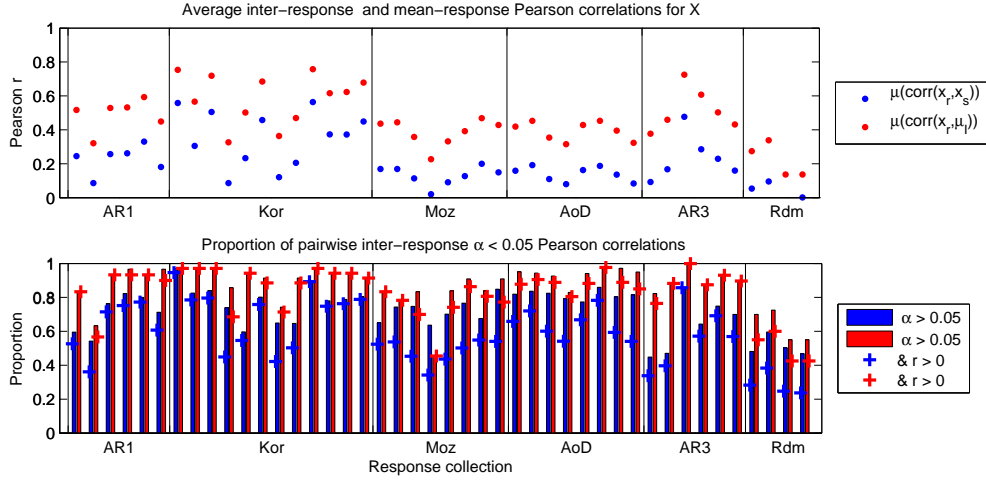 Average inter-response and mean-response Pearson correlations for X
1
0.8
0.6
0.4
0.2
0
Pearson r
AR1 Kor Moz AoD AR3 Rdm
μ(corr(x_r,x_s))
μ(corr(x_r,μ_I))
Proportion of pairwise inter-response α < 0.05 Pearson correlations
1
0.8
0.6
0.4
0.2
0
Proportion
AR1 Kor Moz AoD AR3 Rdm
Response collection
α > 0.05
α > 0.05
& r > 0
& r > 0